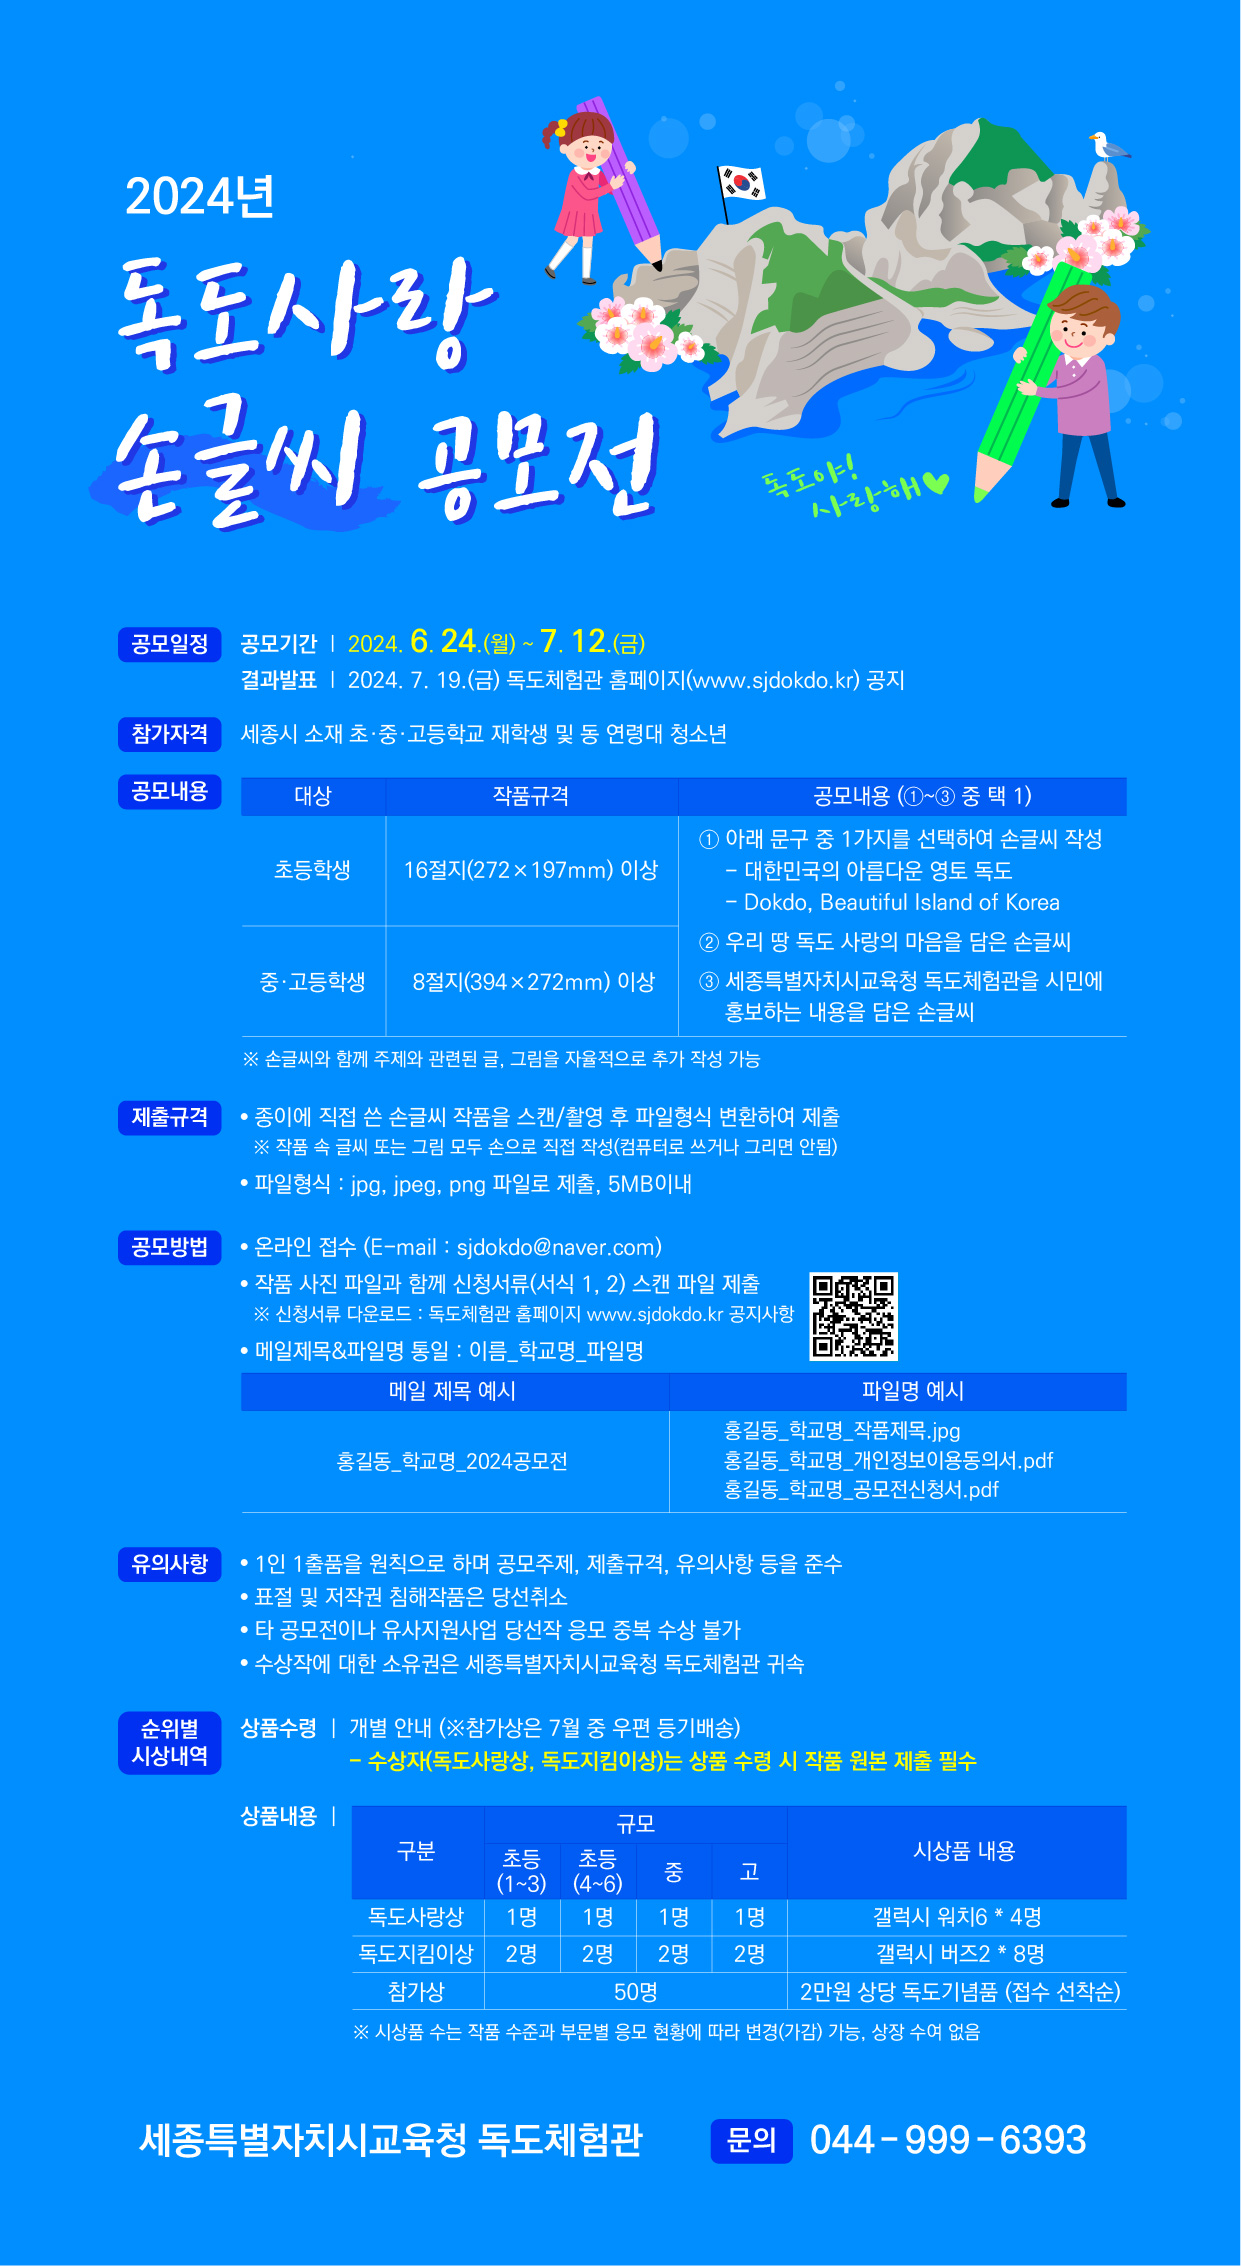 2024년
독도사랑
손글씨 공모전
독도야!
사랑해♥
공모일정
공모기간 | 2024. 6. 24.(월) ~ 7. 12.(금)
결과발표 | 2024. 7. 19.(금) 독도체험관 홈페이지(www.sjdokdo.kr) 공지
참가자격
세종시 소재 초·중·고등학교 재학생 및 동 연령대 청소년
공모내용
대상 작품규격 공모내용 (①~③ 중 택 1)
초등학생 16절지(272×197mm) 이상
중·고등학생 8절지(394×272mm) 이상
① 아래 문구 중 1가지를 선택하여 손글씨 작성
- 대한민국의 아름다운 영토 독도
- Dokdo, Beautiful Island of Korea
② 우리 땅 독도 사랑의 마음을 담은 손글씨
③ 세종특별자치시교육청 독도체험관을 시민에
홍보하는 내용을 담은 손글씨
※ 손글씨와 함께 주제와 관련된 글, 그림을 자율적으로 추가 작성 가능
제출규격
• 종이에 직접 쓴 손글씨 작품을 스캔/촬영 후 파일형식 변환하여 제출
※ 작품 속 글씨 또는 그림 모두 손으로 직접 작성(컴퓨터로 쓰거나 그리면 안됨)
• 파일형식 : jpg, jpeg, png 파일로 제출, 5MB이내
공모방법
• 온라인 접수 (E-mail : sjdokdo@naver.com)
• 작품 사진 파일과 함께 신청서류(서식 1, 2) 스캔 파일 제출
※ 신청서류 다운로드 : 독도체험관 홈페이지 www.sjdokdo.kr 공지사항
• 메일제목&파일명 통일 : 이름_학교명_파일명
메일 제목 예시 파일명 예시
홍길동_학교명_2024공모전
홍길동_학교명_작품제목.jpg
홍길동_학교명_개인정보이용동의서.pdf
홍길동_학교명_공모전신청서.pdf
유의사항
• 1인 1출품을 원칙으로 하며 공모주제, 제출규격, 유의사항 등을 준수
• 표절 및 저작권 침해작품은 당선취소
• 타 공모전이나 유사지원사업 당선작 응모 중복 수상 불가
• 수상작에 대한 소유권은 세종특별자치시교육청 독도체험관 귀속
순위별
시상내역
상품수령 | 개별 안내 (※참가상은 7월 중 우편 등기배송)
- 수상자(독도사랑상, 독도지킴이상)는 상품 수령 시 작품 원본 제출 필수
상품내용 |
구분 규모 시상품 내용
초등 초등 중 고
(1~3) (4~6)
독도사랑상 1명 1명 1명 1명 갤럭시 워치6 * 4명
독도지킴이상 2명 2명 2명 2명 갤럭시 버즈2 * 8명
참가상 50명 2만원 상당 독도기념품 (접수 선착순)
※ 시상품 수는 작품 수준과 부문별 응모 현황에 따라 변경(가감) 가능, 상장 수여 없음
세종특별자치시교육청 독도체험관 문의 044-999-6393